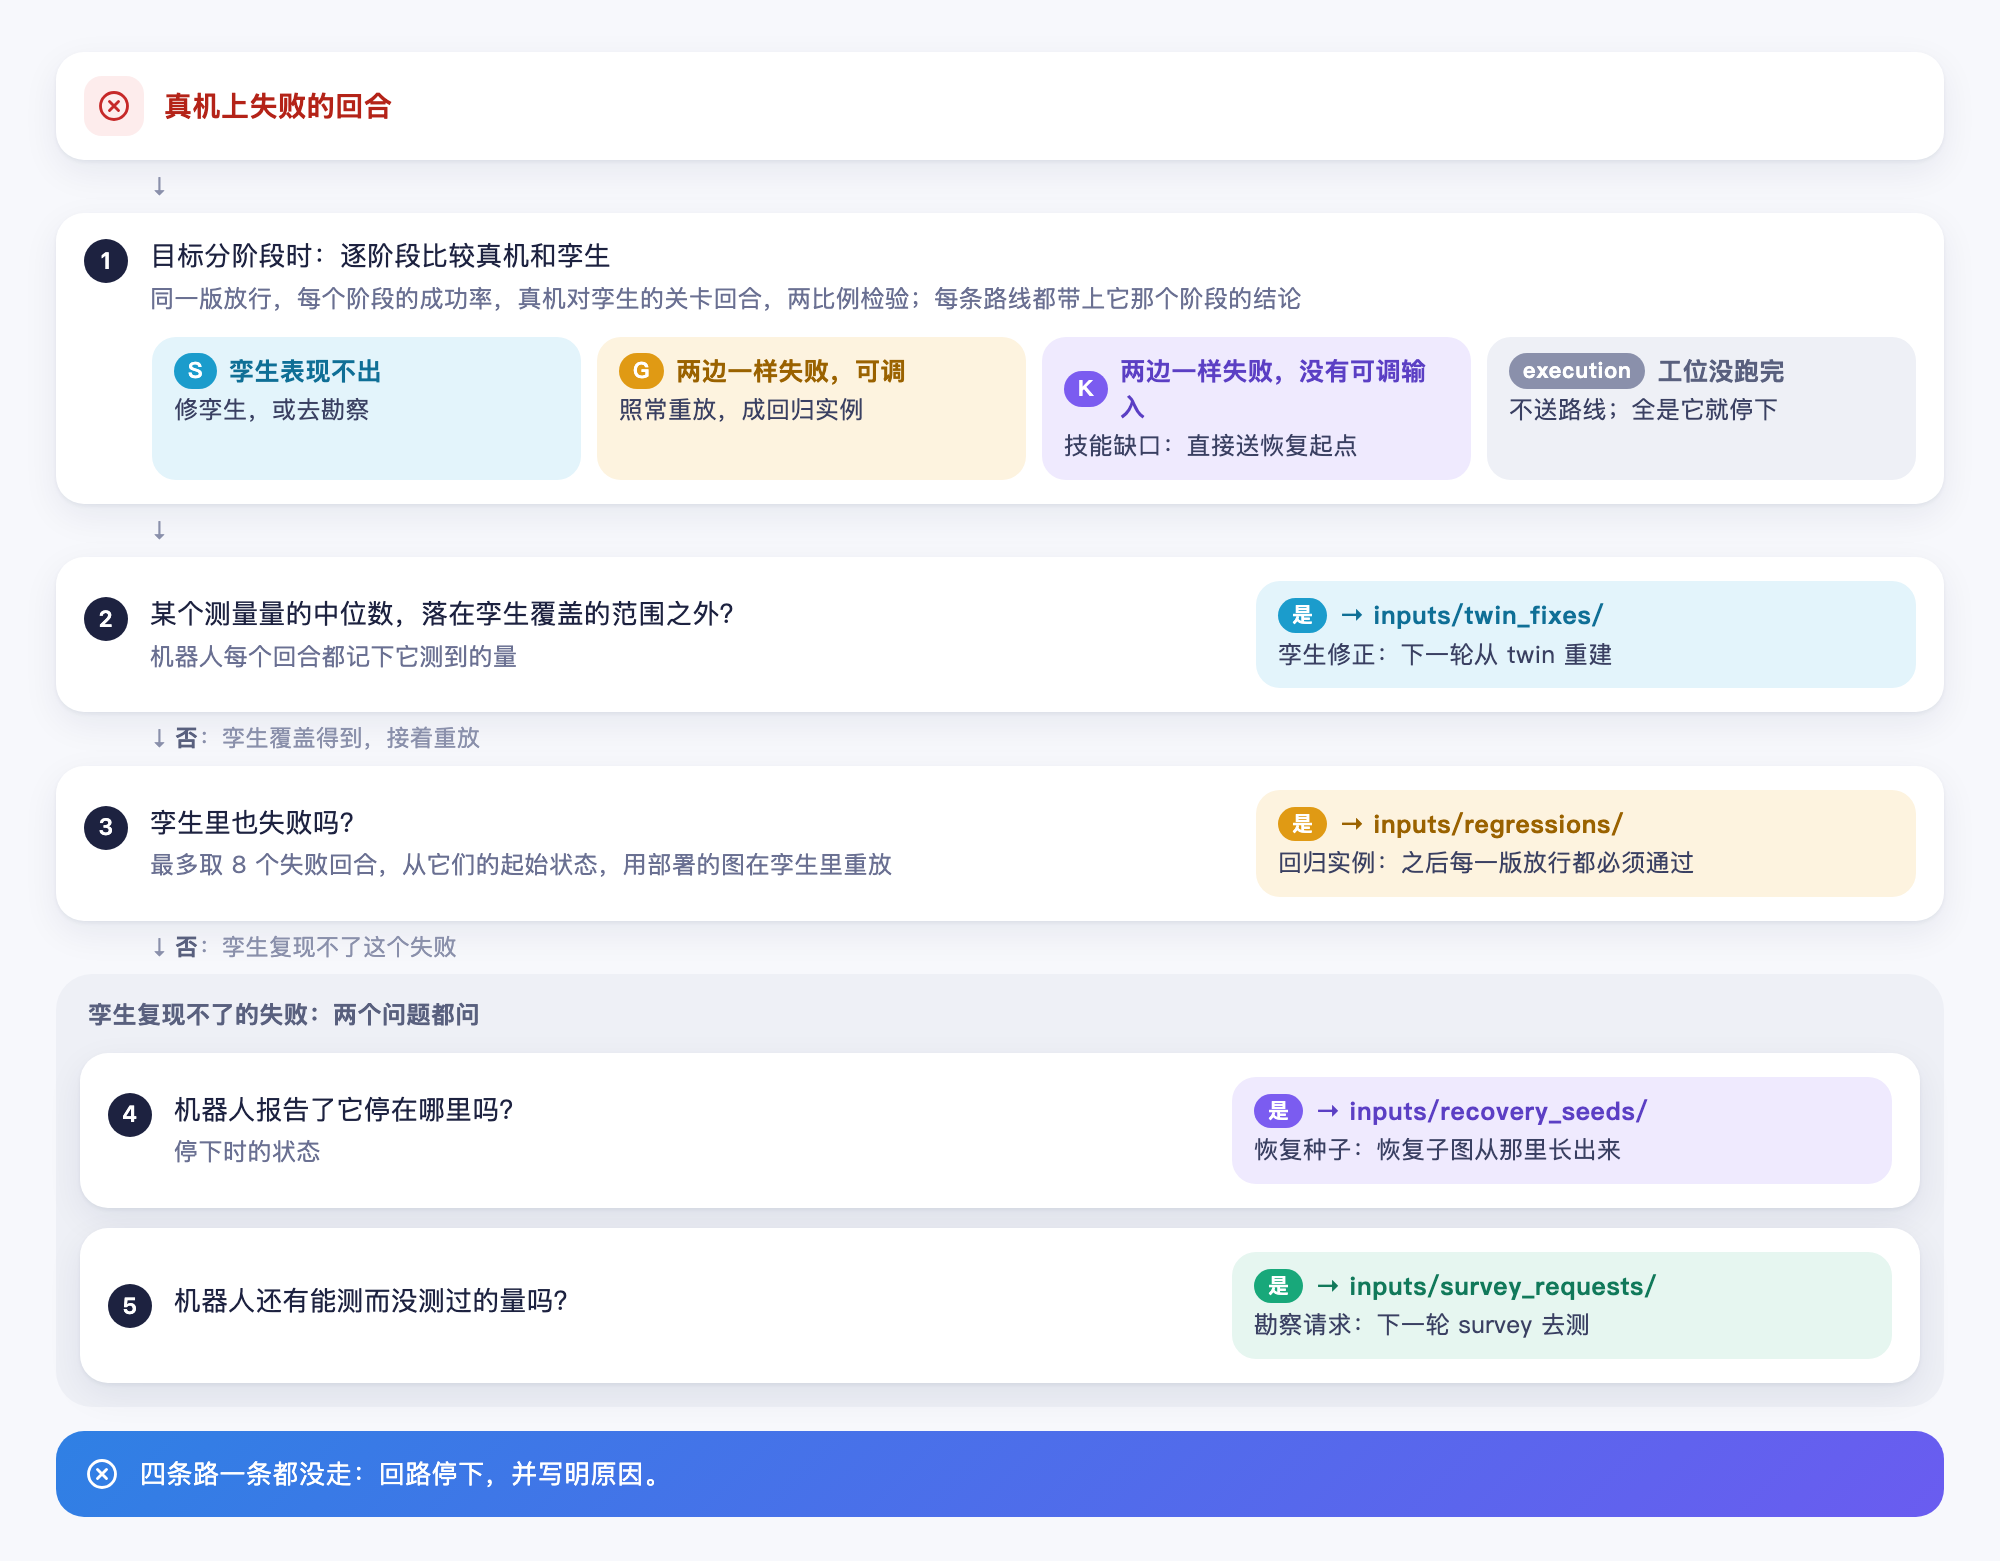 真机上失败的回合
↓
1
目标分阶段时：逐阶段比较真机和孪生
同一版放行，每个阶段的成功率，真机对孪生的关卡回合，两比例检验；每条路线都带上它那个阶段的结论
S 孪生表现不出
修孪生，或去勘察
G 两边一样失败，可调
照常重放，成回归实例
K 两边一样失败，没有可调输
入
技能缺口：直接送恢复起点
execution 工位没跑完
不送路线；全是它就停下
↓
2
某个测量量的中位数，落在孪生覆盖的范围之外？
机器人每个回合都记下它测到的量
是 → inputs/twin_fixes/
孪生修正：下一轮从 twin 重建
↓ 否：孪生覆盖得到，接着重放
3
孪生里也失败吗？
最多取 8 个失败回合，从它们的起始状态，用部署的图在孪生里重放
是 → inputs/regressions/
回归实例：之后每一版放行都必须通过
↓ 否：孪生复现不了这个失败
孪生复现不了的失败：两个问题都问
4
机器人报告了它停在哪里吗？
停下时的状态
是 → inputs/recovery_seeds/
恢复种子：恢复子图从那里长出来
5
机器人还有能测而没测过的量吗？
是 → inputs/survey_requests/
勘察请求：下一轮 survey 去测
四条路一条都没走：回路停下，并写明原因。